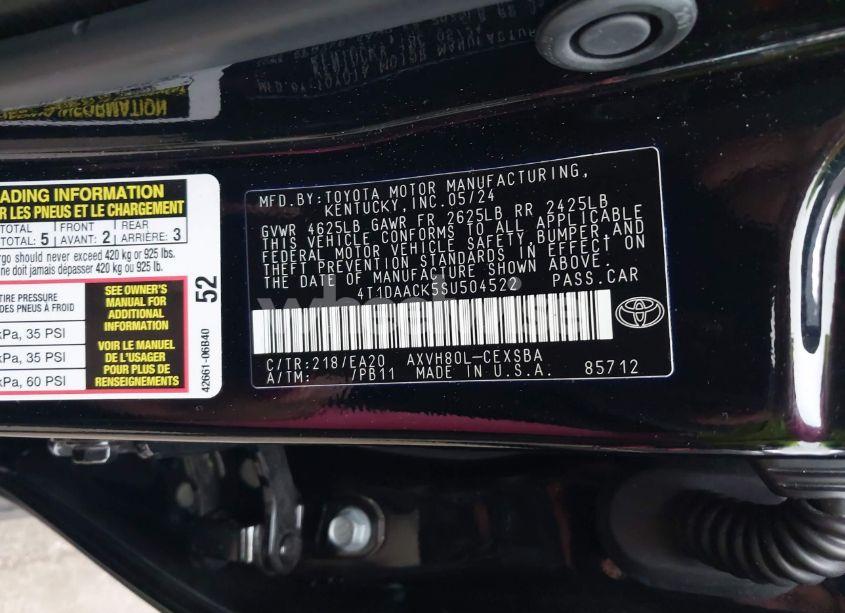 ADING INFORMATION
R LES PNEUS ET LE CHARGEMENT
TOTAL: 5
TOTAL: 5
FRONT
AVANT: 2
REAR
ARRIÈRE: 3
rgo should never exceed 420 kg or 925 lbs.
ne doit jamais dépasser 420 kg ou 925 lb.
TIRE PRESSURE
DES PNEUS À FROID
kPa, 35 PSI
kPa, 35 PSI
kPa, 60 PSI
SEE OWNER'S
MANUAL FOR
ADDITIONAL
INFORMATION
VOIR LE MANUEL
DE L'USAGER
POUR PLUS DE
RENSEIGNEMENTS
52
42661-06B40
MFD.BY:TOYOTA MOTOR MANUFACTURING,
KENTUCKY,INC.05/24
GVWR 4625LB GAWR FR 2625LB RR 2425LB
THIS VEHICLE CONFORMS TO ALL APPLICABLE
FEDERAL MOTOR VEHICLE SAFETY,BUMPER,AND
THEFT PREVENTION STANDARDS IN EFFECT ON
THE DATE OF MANUFACTURE SHOWN ABOVE.
4T1DAACK5SU504522 PASS.CAR
C/TR:218/EA20 AXVH80L-CEXSBA
A/TM: /PB11 MADE IN U.S.A. 85712
TOYOTA